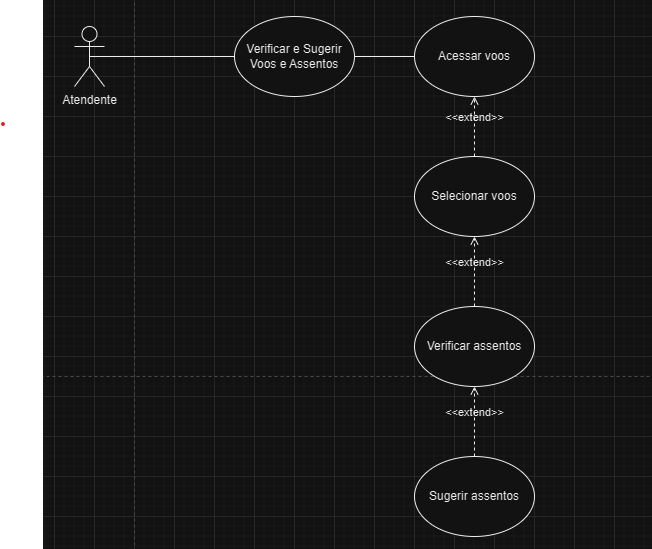 Verificar e Sugerir
Voos e Assentos
Acessar voos
Atendente
<<extend>>
Selecionar voos
<<extend>>
Verificar assentos
<<extend>>
Sugerir assentos